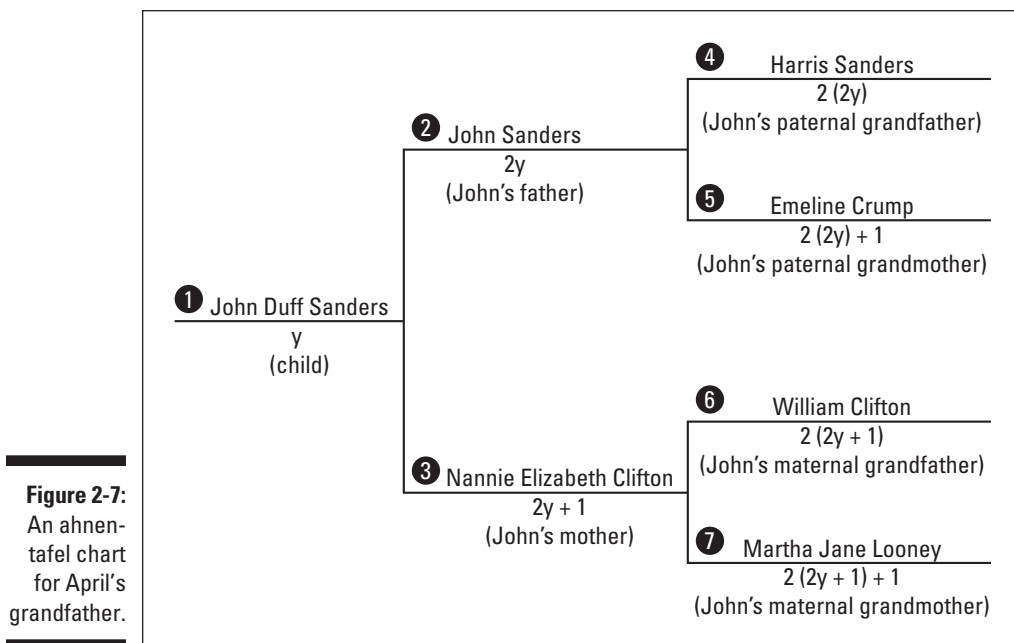 4 Harris Sanders
2 (2y)
(John's paternal grandfather)
2 John Sanders
2y
(John's father)
5 Emeline Crump
2 (2y) + 1
(John's paternal grandmother)
1 John Duff Sanders
y
(child)
6 William Clifton
2 (2y + 1)
(John's maternal grandfather)
3 Nannie Elizabeth Clifton
2y + 1
(John's mother)
7 Martha Jane Looney
2 (2y + 1) + 1
(John's maternal grandmother)
Figure 2-7:
An ahnen-
tafel chart
for April's
grandfather.